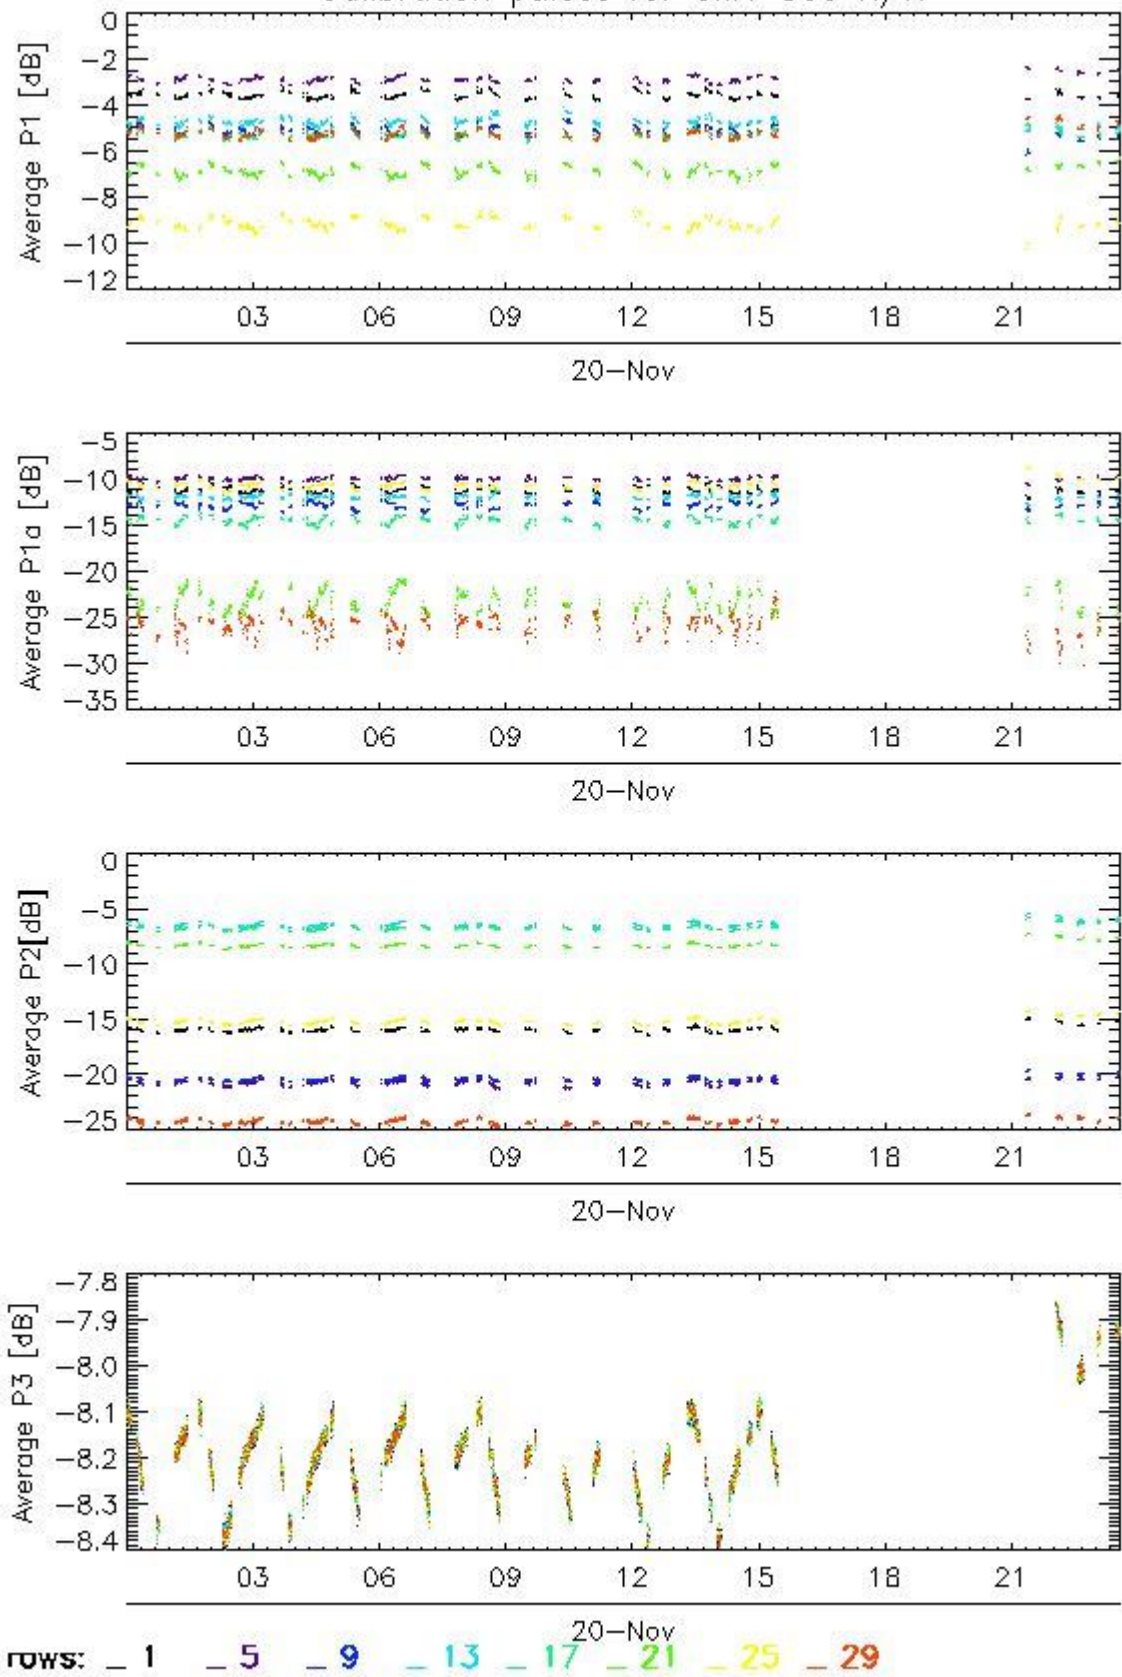 0
−2
−4
−6
−8
−10
−12
Average P1 [dB]
03 06 09 12 15 18 21
20−Nov
−5
−10
−15
−20
−25
−30
−35
Average P1a [dB]
03 06 09 12 15 18 21
20−Nov
0
−5
−10
−15
−20
−25
Average P2[dB]
03 06 09 12 15 18 21
20−Nov
−7.8
−7.9
−8.0
−8.1
−8.2
−8.3
−8.4
Average P3 [dB]
03 06 09 12 15 18 21
20−Nov
rows: _ 1 _ 5 _ 9 _ 13 _ 17 _ 21 _ 25 _ 29